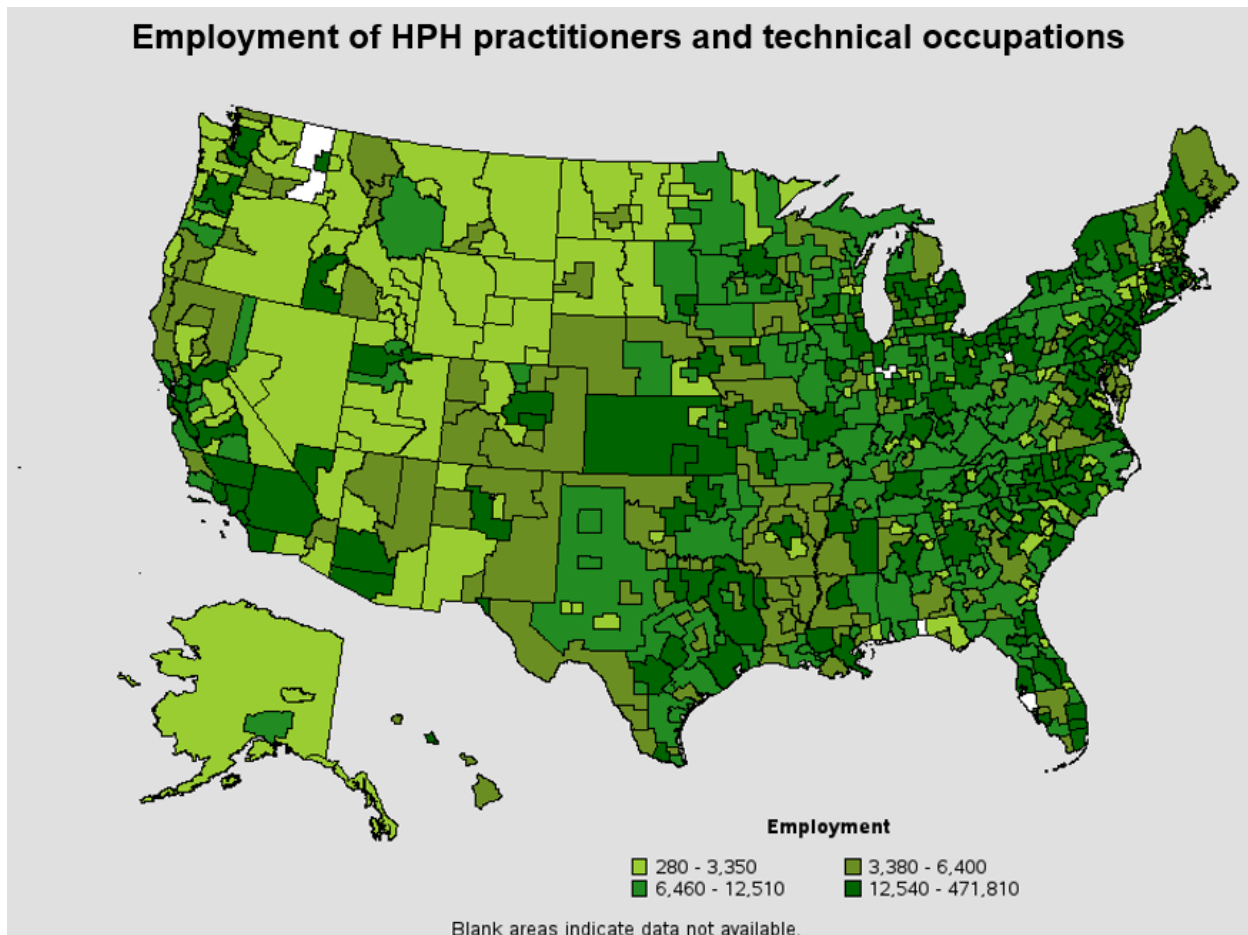 Employment of HPH practitioners and technical occupations
Employment
280 - 3,350 3,380 - 6,400
6,460 - 12,510 12,540 - 471,810
Blank areas indicate data not available.